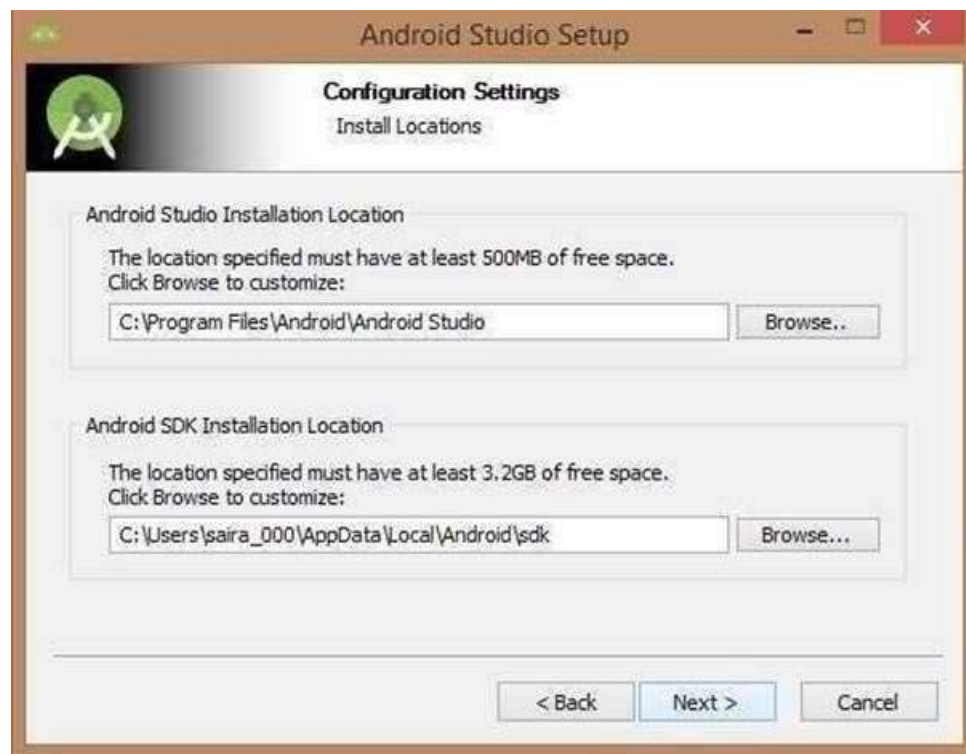 Android Studio Setup
Configuration Settings
Install Locations
Android Studio Installation Location
The location specified must have at least 500MB of free space.
Click Browse to customize:
C:\Program Files\Android\Android Studio
Browse..
Android SDK Installation Location
The location specified must have at least 3.2GB of free space.
Click Browse to customize:
C:\Users\saira_000\AppData\Local\Android\sdk
Browse...
< Back
Next >
Cancel